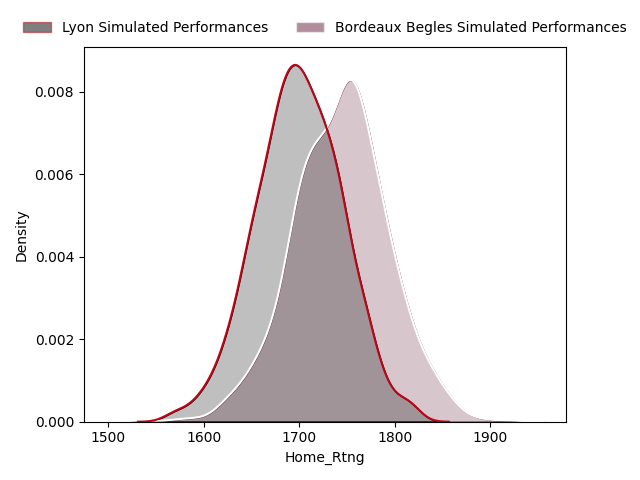 Lyon Simulated Performances
Bordeaux Begles Simulated Performances
Density
0.008
0.006
0.004
0.002
0.000
1500
1600
1700
1800
1900
Home_Rtng